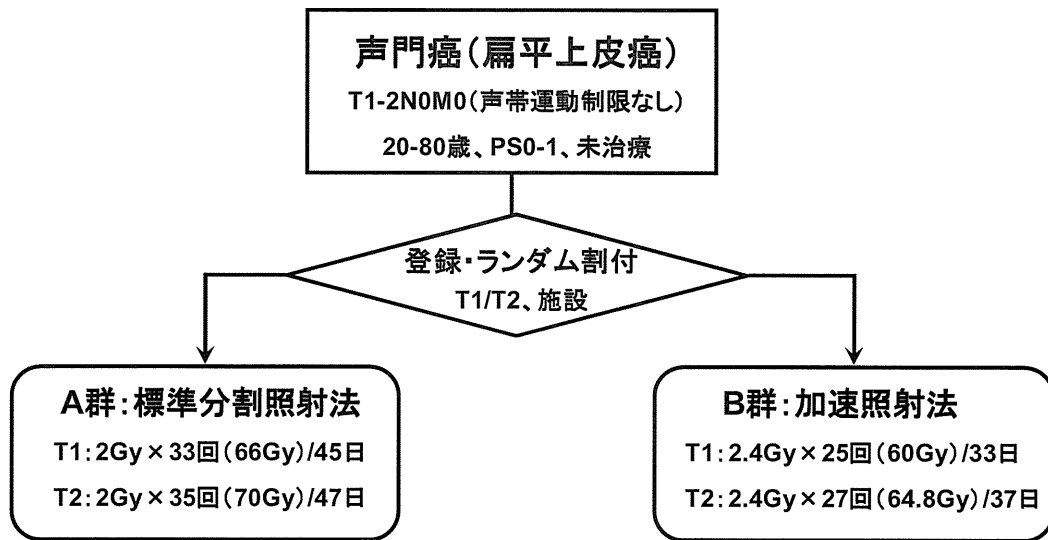 声門癌(扁平上皮癌)
T1-2N0M0(声帯運動制限なし)
20-80歳、PS0-1、未治療
登録・ランダム割付
T1/T2、施設
A群:標準分割照射法
T1:2Gy×33回(66Gy)/45日
T2:2Gy×35回(70Gy)/47日
B群:加速照射法
T1:2.4Gy×25回(60Gy)/33日
T2:2.4Gy×27回(64.8Gy)/37日